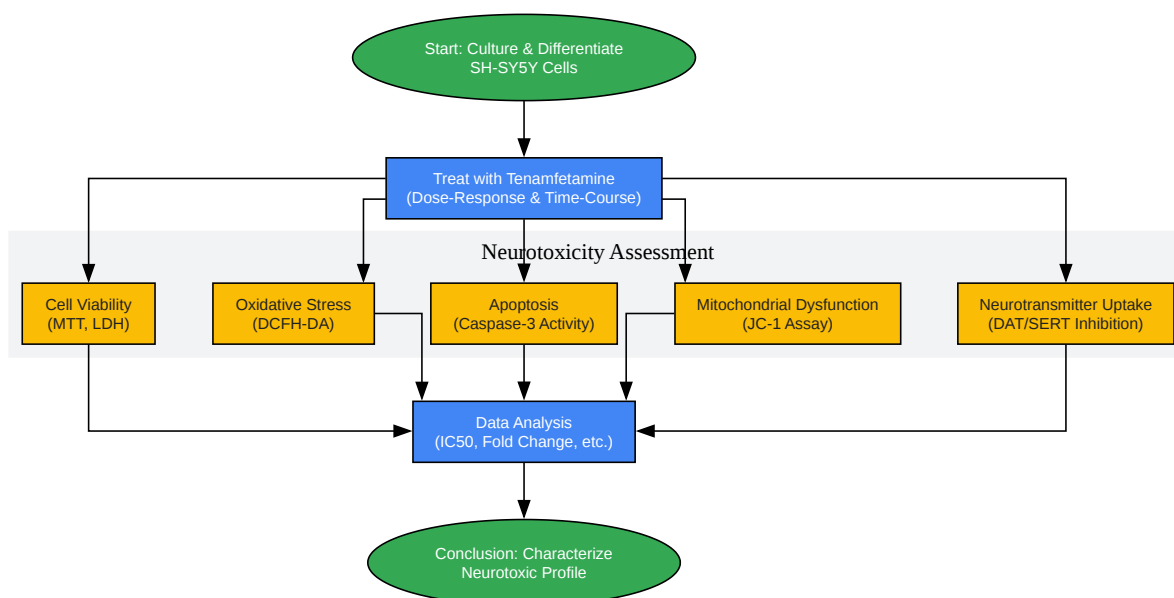 Start: Culture & Differentiate
SH-SY5Y Cells
Treat with Tenamfetamine
(Dose-Response & Time-Course)
Neurotoxicity Assessment
Cell Viability
(MTT, LDH)
Oxidative Stress
(DCFH-DA)
Apoptosis
(Caspase-3 Activity)
Mitochondrial Dysfunction
(JC-1 Assay)
Neurotransmitter Uptake
(DAT/SERT Inhibition)
Data Analysis
(IC50, Fold Change, etc.)
Conclusion: Characterize
Neurotoxic Profile